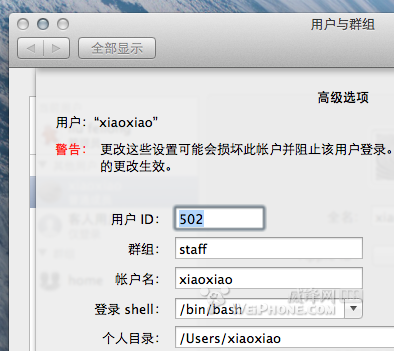 用户与群组
全部显示
高级选项
用户：“xiaoxiao”
警告： 更改这些设置可能会损坏此帐户并阻止该用户登录。
的更改生效。
用户 ID： 502
群组： staff
帐户名： xiaoxiao
登录 shell： /bin/bash
个人目录： /Users/xiaoxiao
威锋网
WEiPHONE.COM